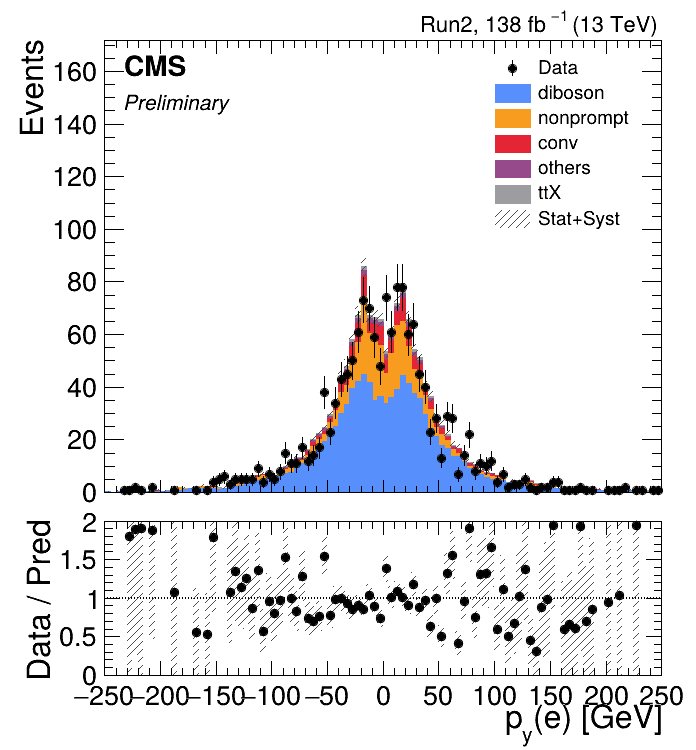 Run2, 138 fb⁻¹ (13 TeV)
CMS
Preliminary
Events
160
140
120
100
80
60
40
20
0
Data
diboson
nonprompt
conv
others
ttX
Stat+Syst
Data / Pred
2
1.5
1
0.5
0
−250 −200 −150 −100 −50 0 50 100 150 200 250
p_y(e) [GeV]